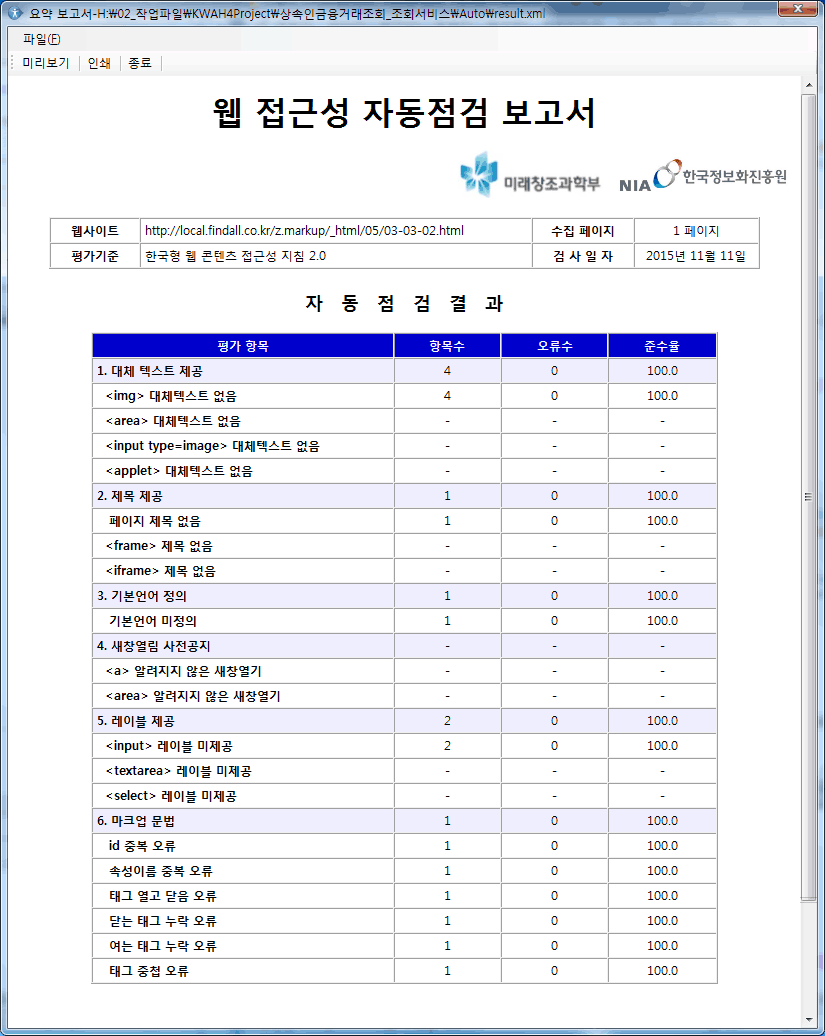 요약 보고서-H:\02_작업파일\KWAH4Project\상속인금융거래조회_조회서비스\Auto\result.xml
파일(F)
미리보기 인쇄 종료
웹 접근성 자동점검 보고서
미래창조과학부 NIA 한국정보화진흥원
웹사이트 http://local.findall.co.kr/z.markup/_html/05/03-03-02.html 수집 페이지 1 페이지
평가기준 한국형 웹 콘텐츠 접근성 지침 2.0 검 사 일 자 2015년 11월 11일
자 동 점 검 결 과
평가 항목 항목수 오류수 준수율
1. 대체 텍스트 제공 4 0 100.0
<img> 대체텍스트 없음 4 0 100.0
<area> 대체텍스트 없음 - - -
<input type=image> 대체텍스트 없음 - - -
<applet> 대체텍스트 없음 - - -
2. 제목 제공 1 0 100.0
페이지 제목 없음 1 0 100.0
<frame> 제목 없음 - - -
<iframe> 제목 없음 - - -
3. 기본언어 정의 1 0 100.0
기본언어 미정의 1 0 100.0
4. 새창열림 사전공지 - - -
<a> 알려지지 않은 새창열기 - - -
<area> 알려지지 않은 새창열기 - - -
5. 레이블 제공 2 0 100.0
<input> 레이블 미제공 2 0 100.0
<textarea> 레이블 미제공 - - -
<select> 레이블 미제공 - - -
6. 마크업 문법 1 0 100.0
id 중복 오류 1 0 100.0
속성이름 중복 오류 1 0 100.0
태그 열고 닫음 오류 1 0 100.0
닫는 태그 누락 오류 1 0 100.0
여는 태그 누락 오류 1 0 100.0
태그 중첩 오류 1 0 100.0